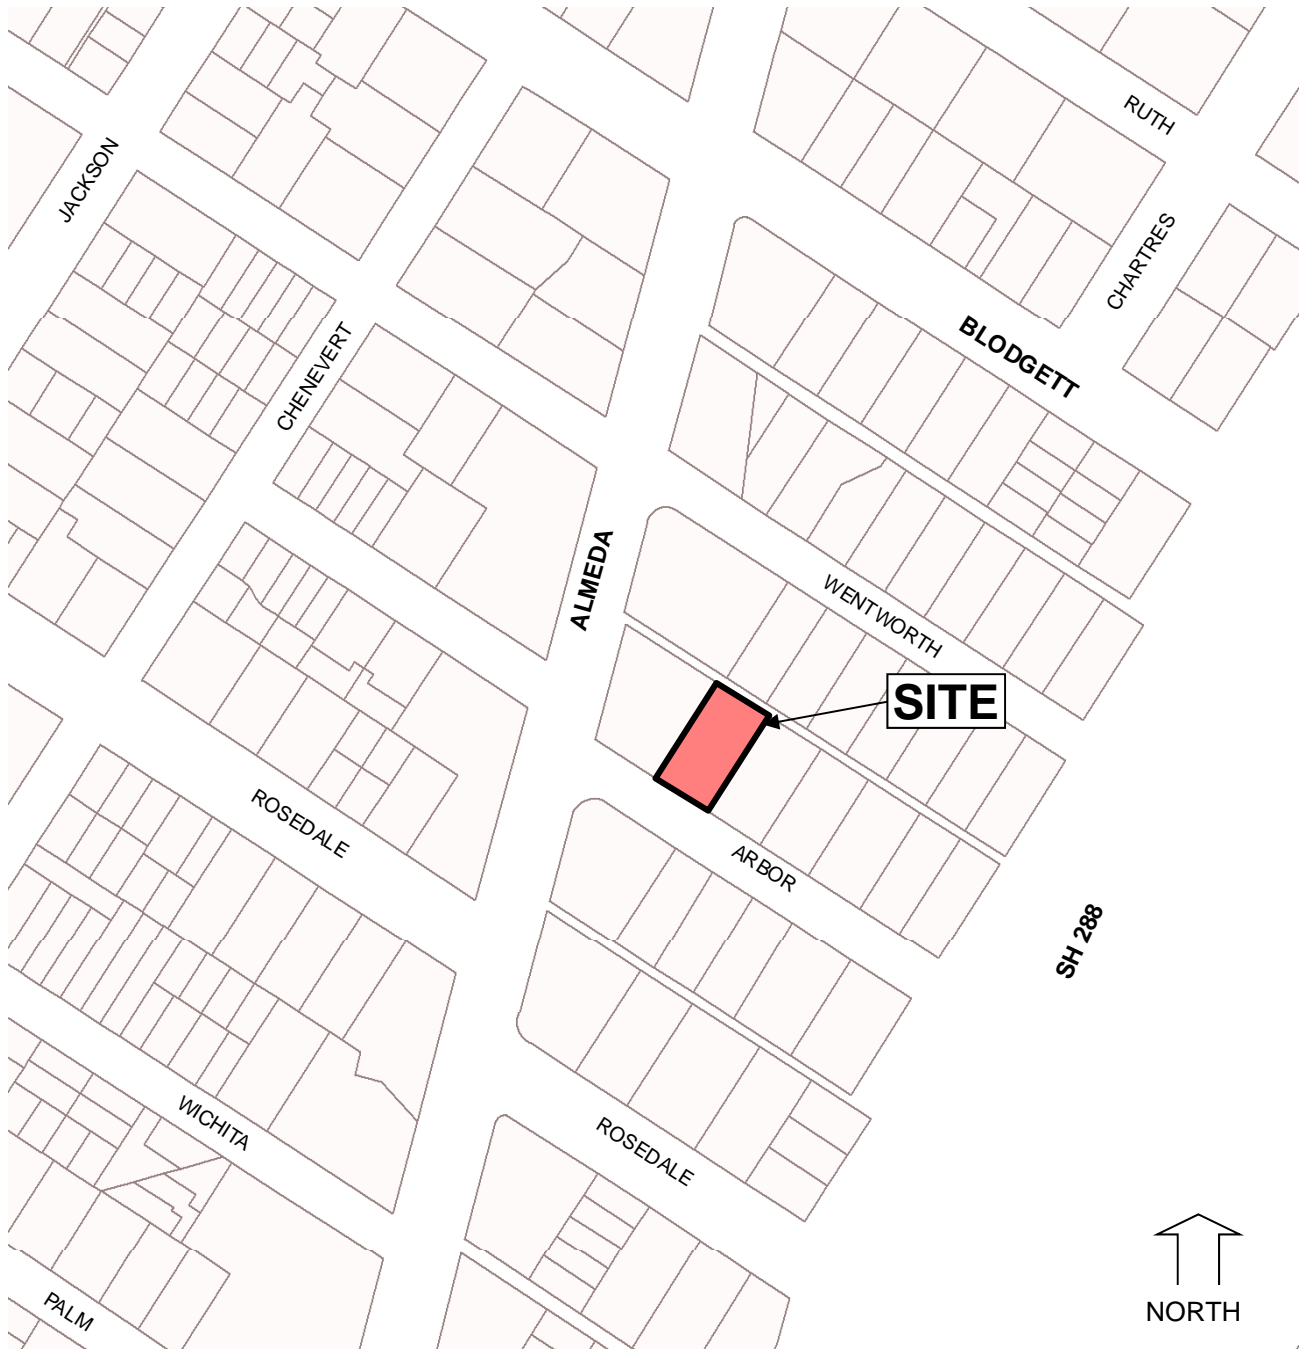 RUTH
JACKSON
CHARTRES
BLODGETT
CHENEVERT
ALMEDA
WENTWORTH
SITE
ROSEDALE
ARBOR
SH 288
WICHITA
ROSEDALE
PALM
NORTH